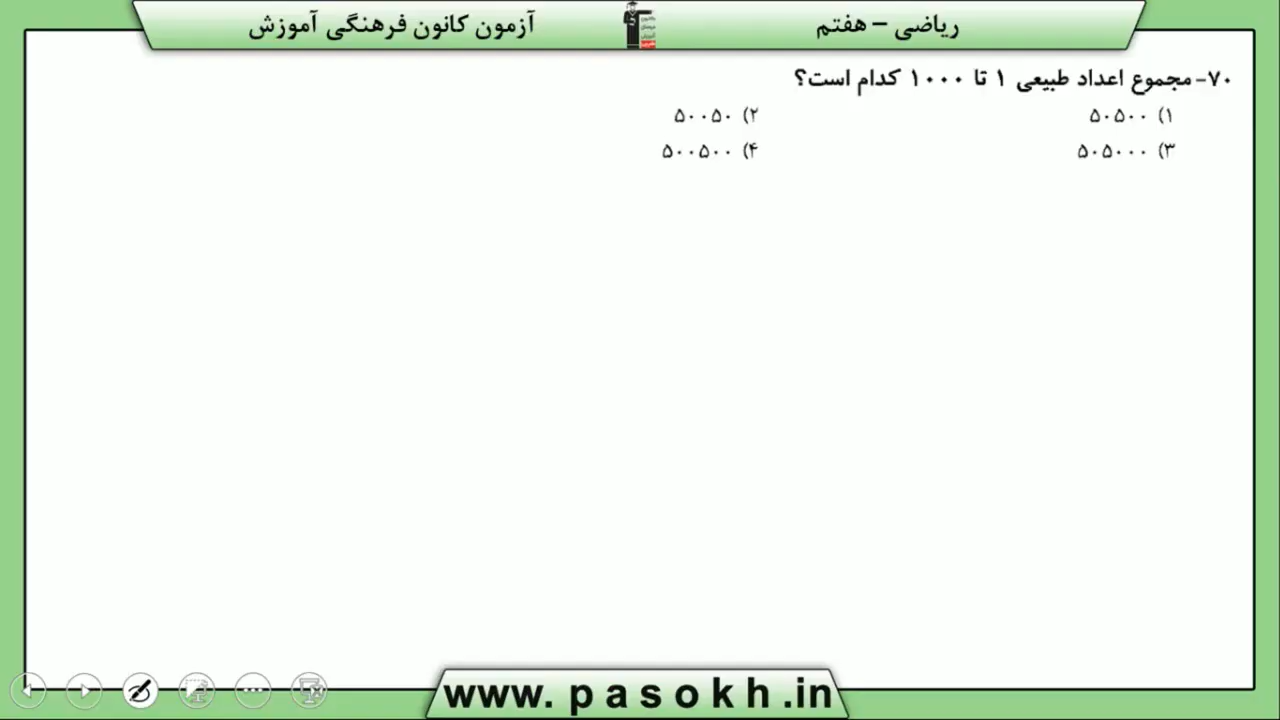 ریاضی – هفتم
آزمون کانون فرهنگی آموزش
۷۰- مجموع اعداد طبیعی ۱ تا ۱۰۰۰ کدام است؟
۱) ۵۰۵۰۰
۲) ۵۰۰۵۰
۳) ۵۰۵۰۰۰
۴) ۵۰۰۵۰۰
www. p a s o k h .in